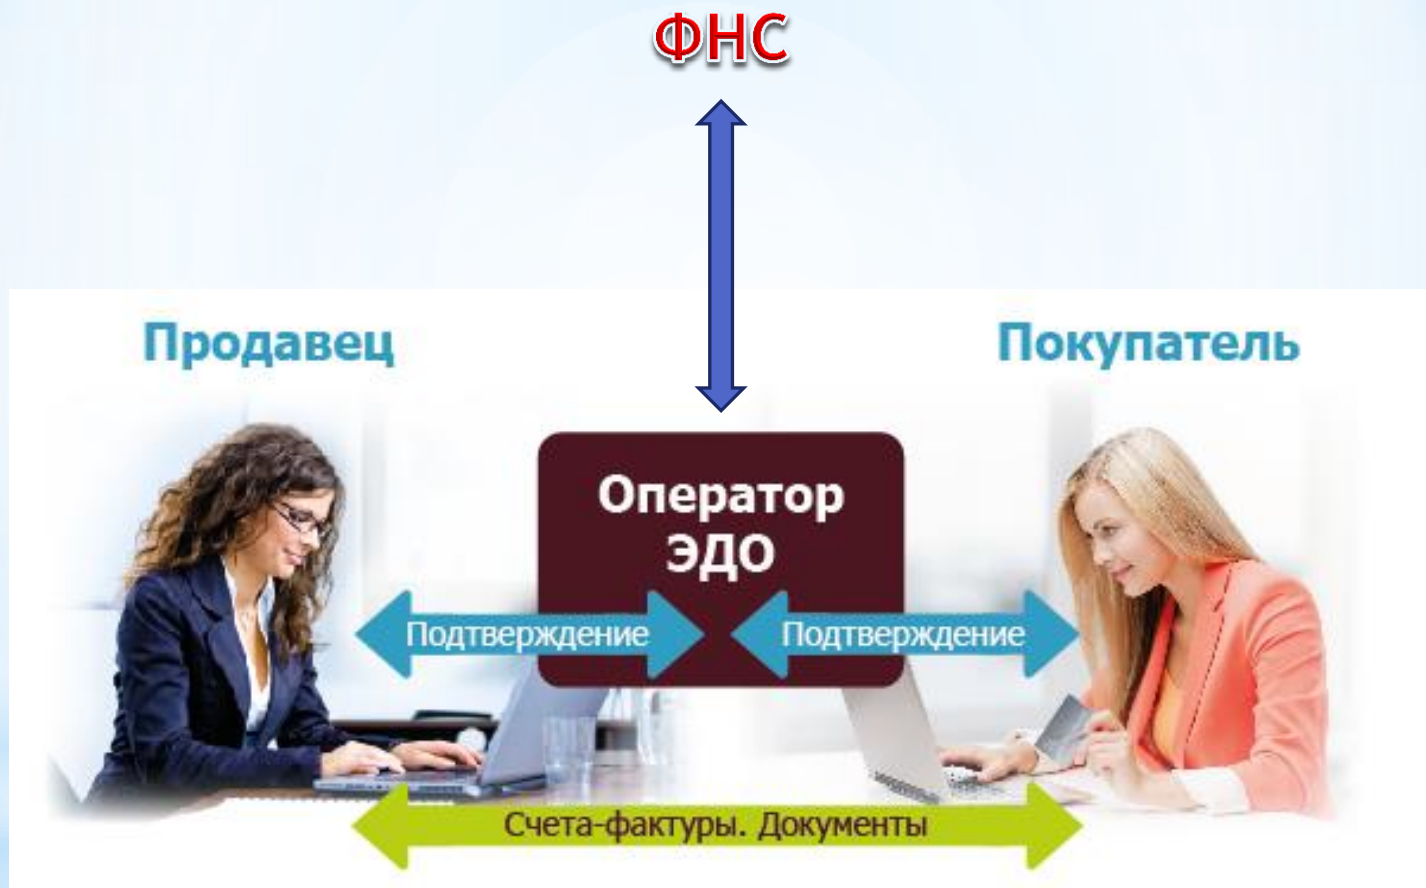 ФНС
Продавец
Покупатель
Оператор
ЭДО
Подтверждение
Подтверждение
Счета-фактуры. Документы